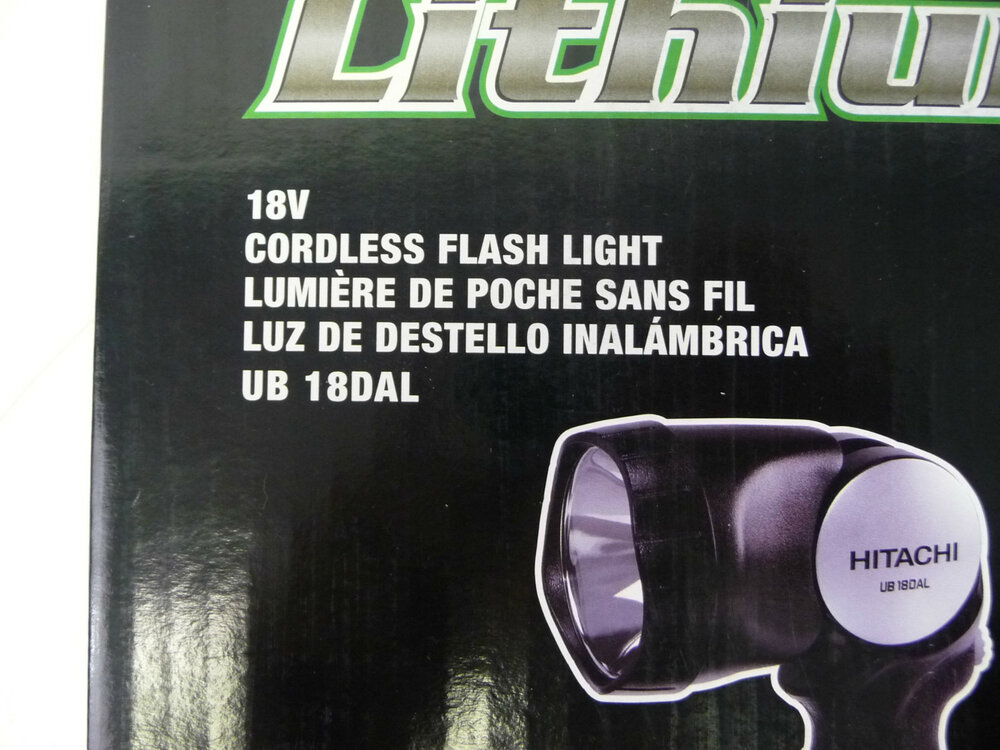 Lithium
18V
CORDLESS FLASH LIGHT
LUMIÈRE DE POCHE SANS FIL
LUZ DE DESTELLO INALÁMBRICA
UB 18DAL
HITACHI
UB 18DAL